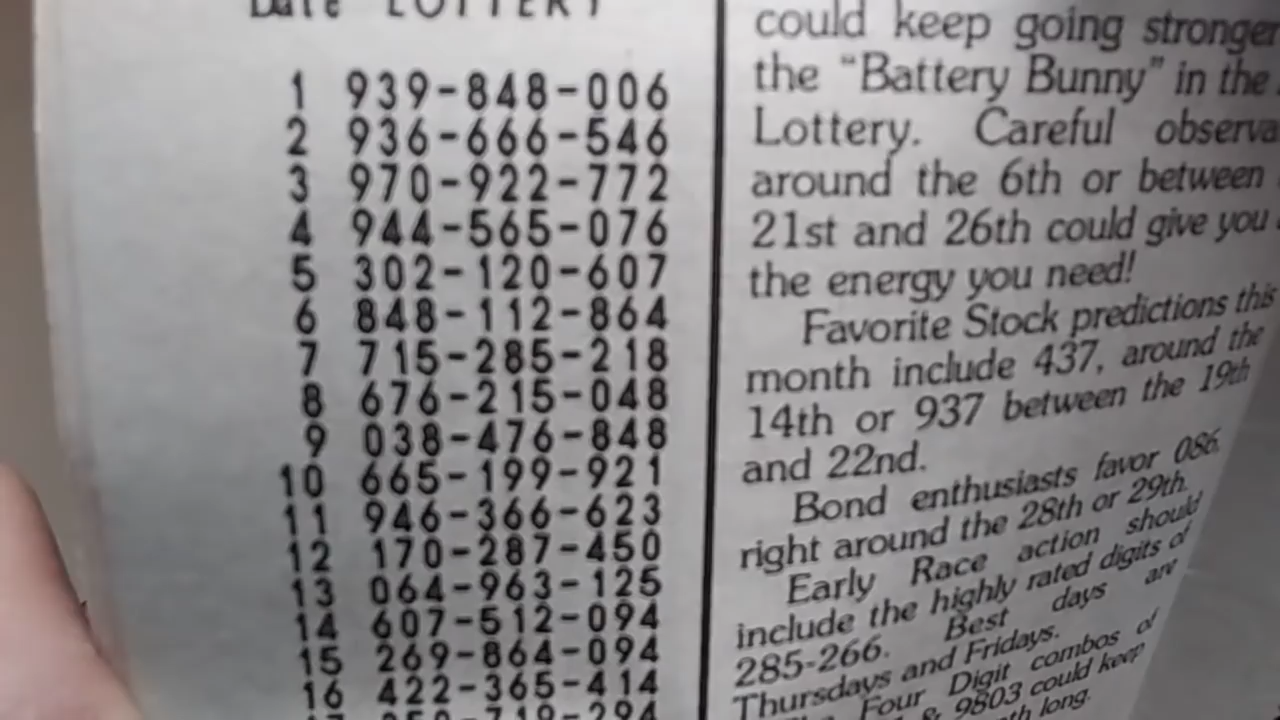 Date LOTTERY
1 939-848-006
2 936-666-546
3 970-922-772
4 944-565-076
5 302-120-607
6 848-112-864
7 715-285-218
8 676-215-048
9 038-476-848
10 665-199-921
11 946-366-623
12 170-287-450
13 064-963-125
14 607-512-094
15 269-864-094
16 422-365-414
could keep going stronger
the "Battery Bunny" in the
Lottery. Careful observa
around the 6th or between
21st and 26th could give you
the energy you need!
Favorite Stock predictions this
month include 437, around the
14th or 937 between the 19th
and 22nd.
Bond enthusiasts favor 086
right around the 28th or 29th.
Early Race action should
include the highly rated digits of
285-266. Best days are
Thursdays and Fridays.
Four Digit combos of
& 9803 could keep
long.